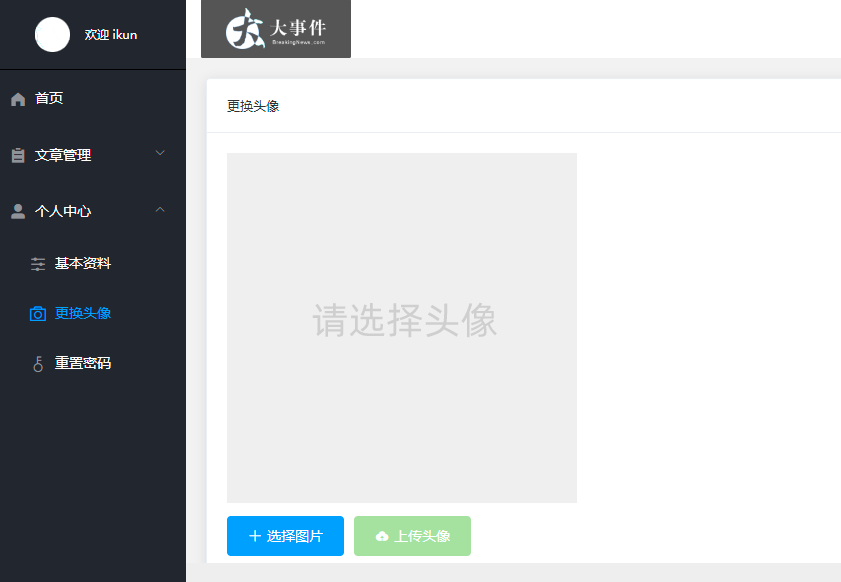 欢迎 ikun
大事件
BreakingNews.com
首页
文章管理
个人中心
基本资料
更换头像
重置密码
更换头像
请选择头像
选择图片
上传头像